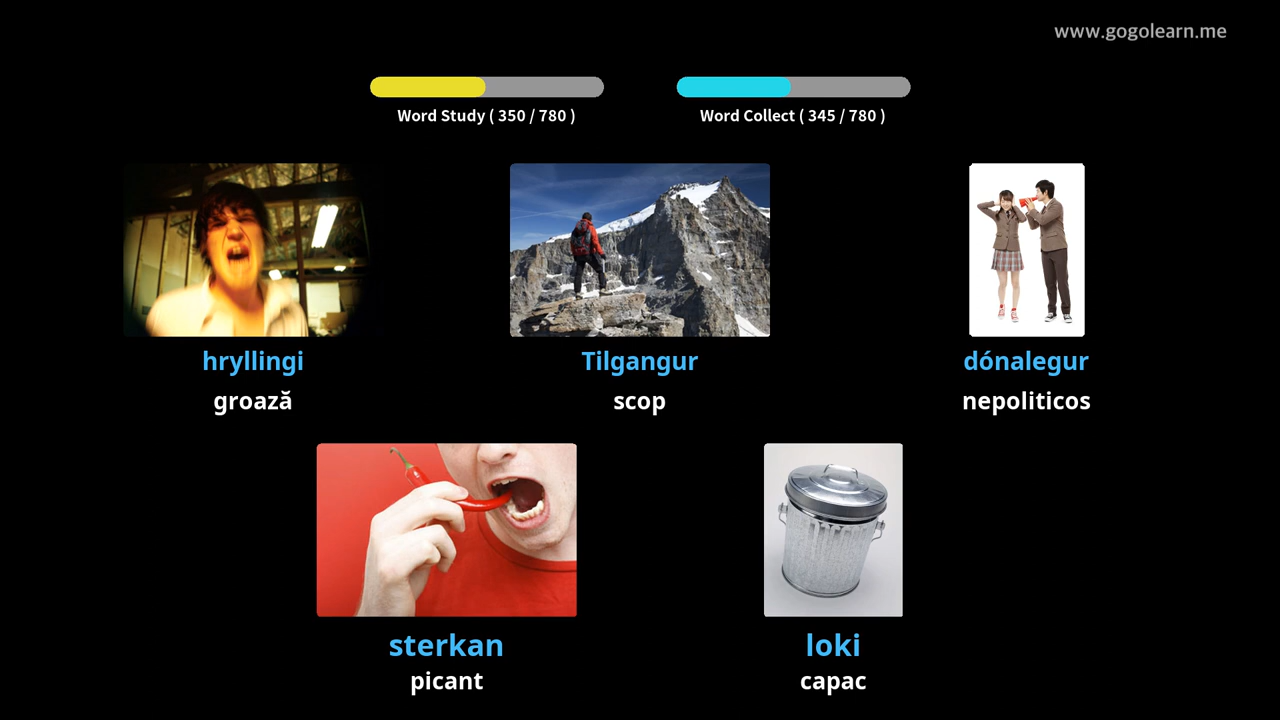 www.gogolearn.me
Word Study ( 350 / 780 )
Word Collect ( 345 / 780 )
hryllingi
groază
Tilgangur
scop
dónalegur
nepoliticos
sterkan
picant
loki
capac